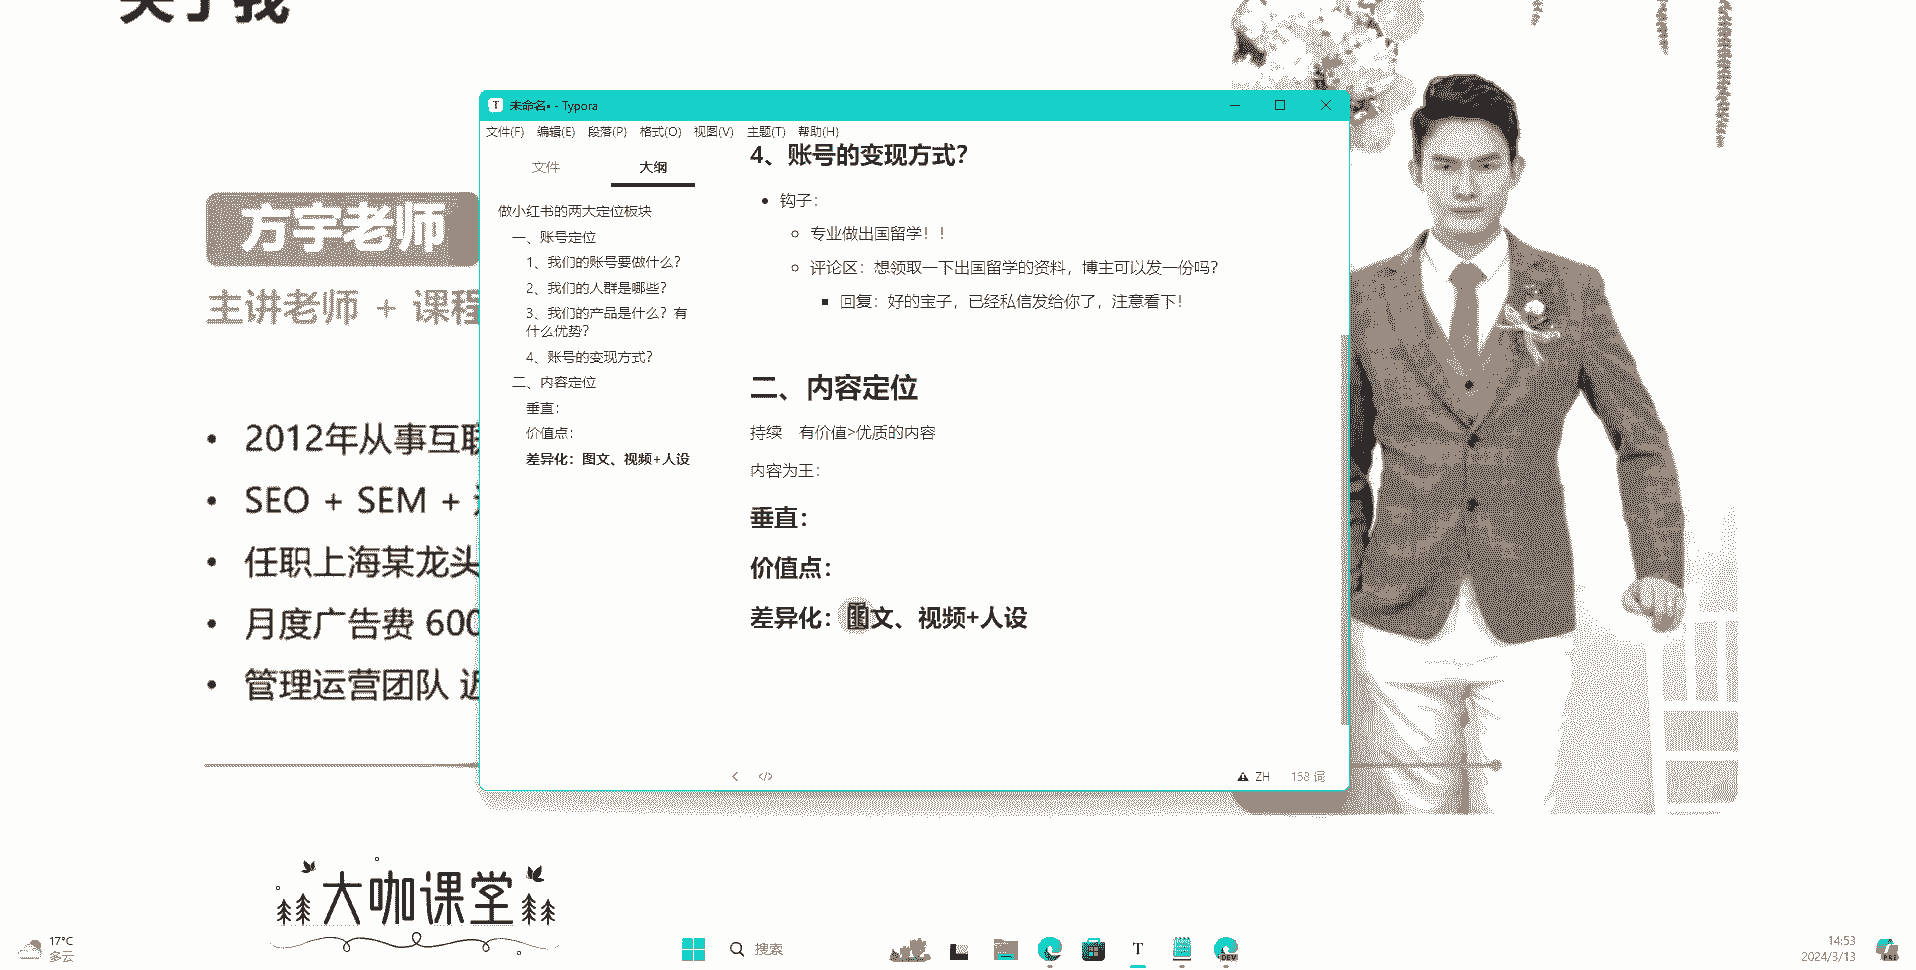 关于我
方宇老师
主讲老师 + 课程
2012年从事互联
SEO + SEM +
任职上海某龙头
月度广告费 600
管理运营团队 近
未命名• - Typora
文件(F) 编辑(E) 段落(P) 格式(O) 视图(V) 主题(T) 帮助(H)
文件 大纲
做小红书的两大定位板块
一、账号定位
1、我们的账号要做什么？
2、我们的人群是哪些？
3、我们的产品是什么？有
什么优势？
4、账号的变现方式？
二、内容定位
垂直：
价值点：
差异化：图文、视频+人设
4、账号的变现方式？
钩子：
专业做出国留学！！
评论区：想领取一下出国留学的资料，博主可以发一份吗？
回复：好的宝子，已经私信发给你了，注意看下！
二、内容定位
持续 有价值>优质的内容
内容为王：
垂直：
价值点：
差异化：图文、视频+人设
ZH 158 词
大咖课堂
17°C
多云
搜索
T
DEV
14:53
2024/3/13
PRE